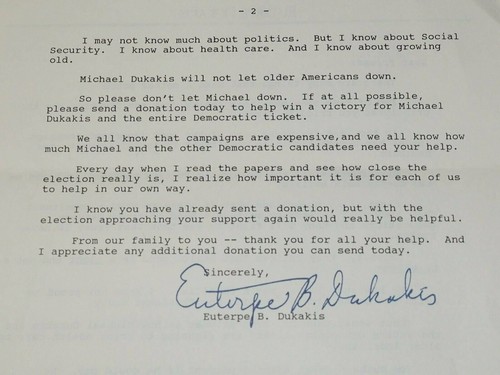 - 2 -
I may not know much about politics. But I know about Social
Security. I know about health care. And I know about growing
old.
Michael Dukakis will not let older Americans down.
So please don't let Michael down. If at all possible,
please send a donation today to help win a victory for Michael
Dukakis and the entire Democratic ticket.
We all know that campaigns are expensive,and we all know how
much Michael and the other Democratic candidates need your help.
Every day when I read the papers and see how close the
election really is, I realize how important it is for each of us
to help in our own way.
I know you have already sent a donation, but with the
election approaching your support again would really be helpful.
From our family to you -- thank you for all your help. And
I appreciate any additional donation you can send today.
Sincerely,
Euterpe B. Dukakis
Euterpe B. Dukakis